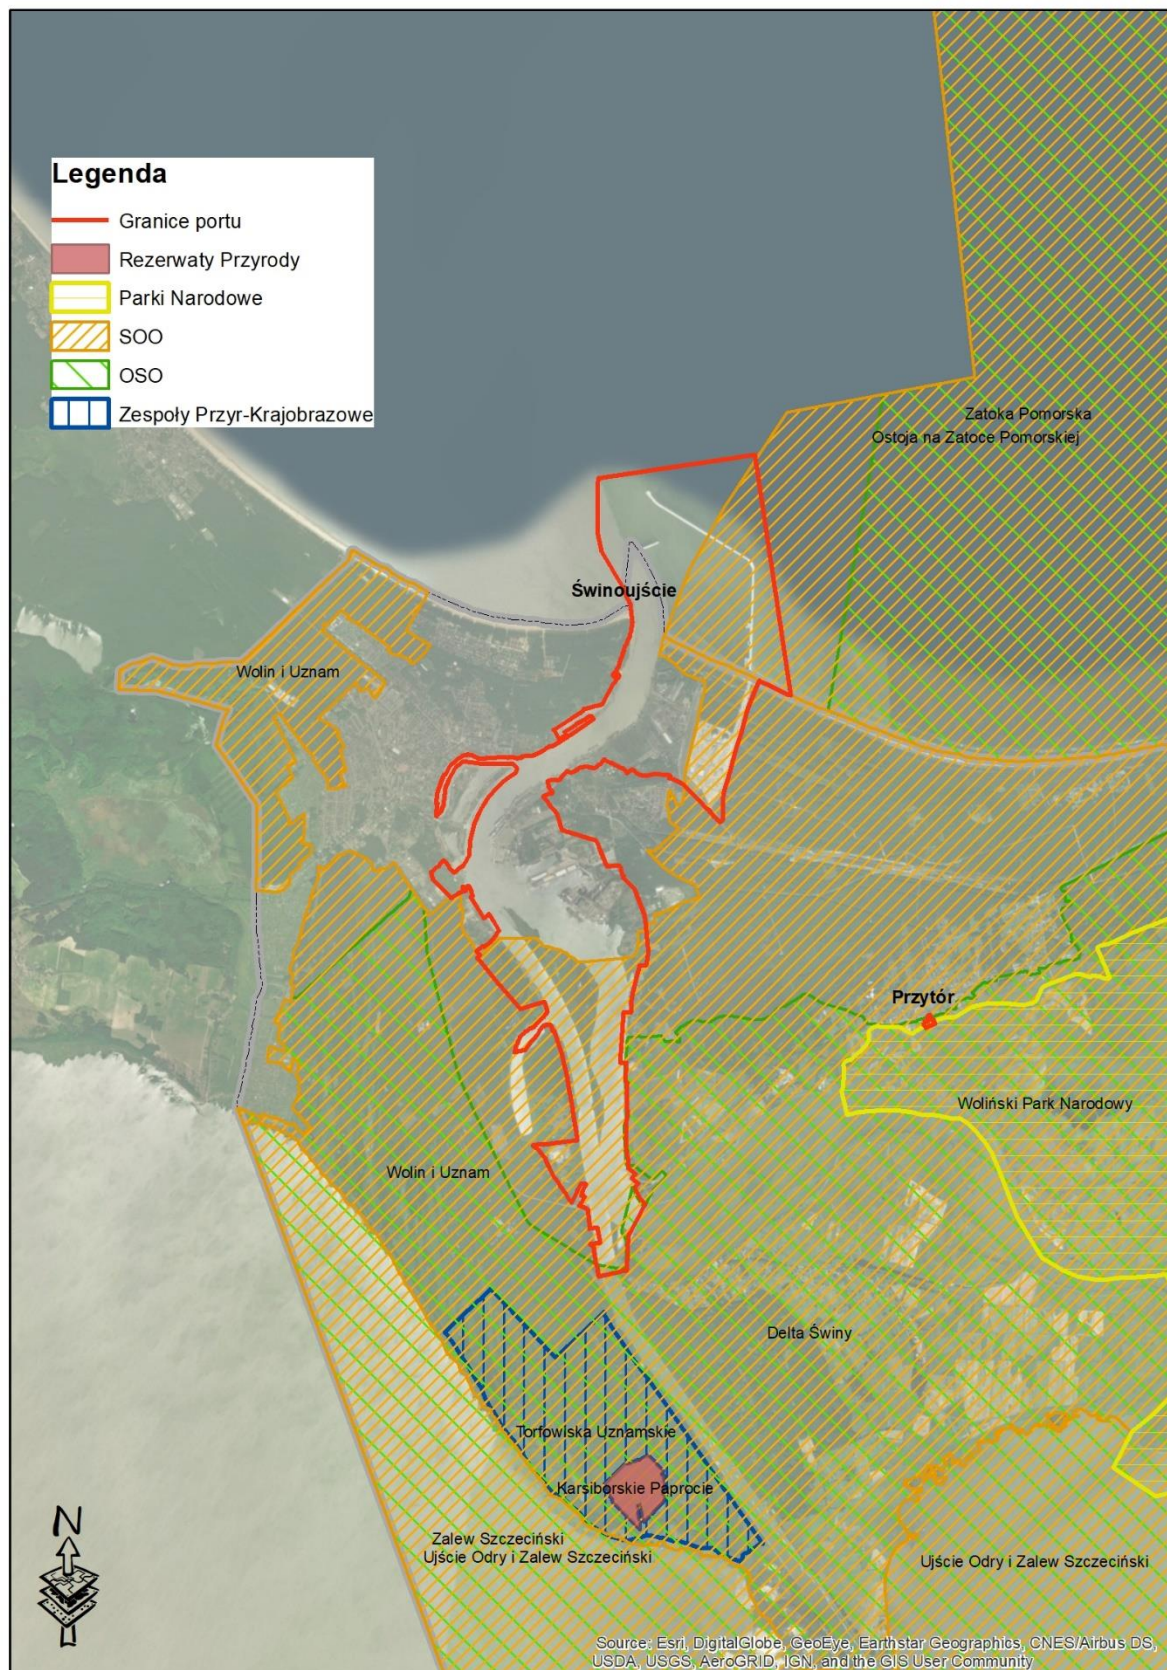 Legenda
Granice portu
Rezerwaty Przyrody
Parki Narodowe
SOO
OSO
Zespoły Przyr-Krajobrazowe
Zatoka Pomorska
Ostoja na Zatoce Pomorskiej
Świnoujście
Wolin i Uznam
Przytór
Woliński Park Narodowy
Wolin i Uznam
Delta Świny
Torfowiska Uznamskie
Karsiborskie Paprocie
Zalew Szczeciński
Ujście Odry i Zalew Szczeciński
Ujście Odry i Zalew Szczeciński
N
Source: Esri, DigitalGlobe, GeoEye, Earthstar Geographics, CNES/Airbus DS,
USDA, USGS, AeroGRID, IGN, and the GIS User Community